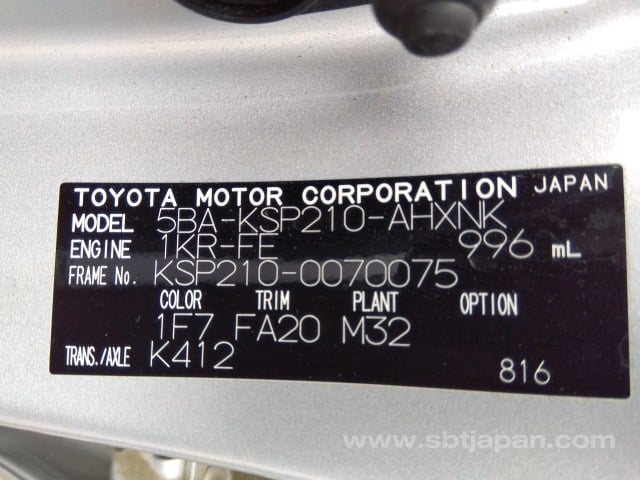 TOYOTA MOTOR CORPORATION JAPAN
MODEL 5BA-KSP210-AHXNK
ENGINE 1KR-FE 996 mL
FRAME No. KSP210-0070075
COLOR TRIM PLANT OPTION
1F7 FA20 M32
TRANS./AXLE K412
816
www.sbtjapan.com